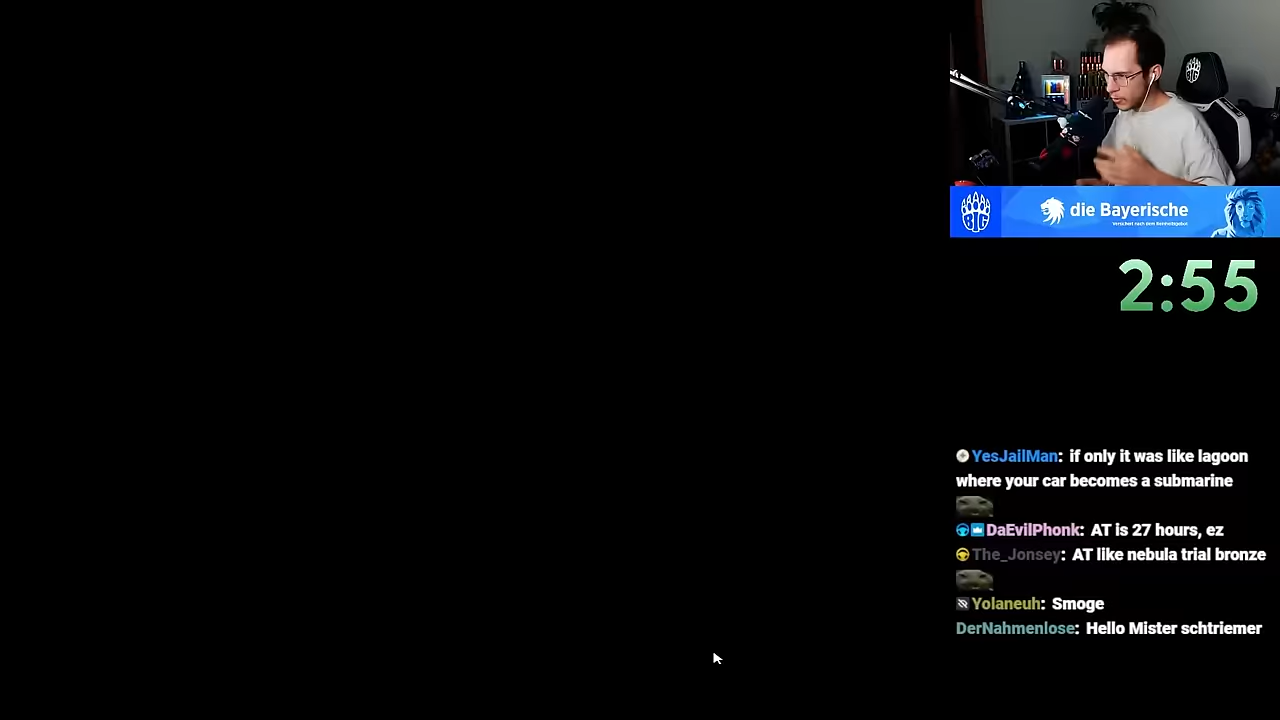 BIG
die Bayerische
2:55
YesJailMan: if only it was like lagoon
where your car becomes a submarine
DaEvilPhonk: AT is 27 hours, ez
The_Jonsey: AT like nebula trial bronze
Yolaneuh: Smoge
DerNahmenlose: Hello Mister schtriemer